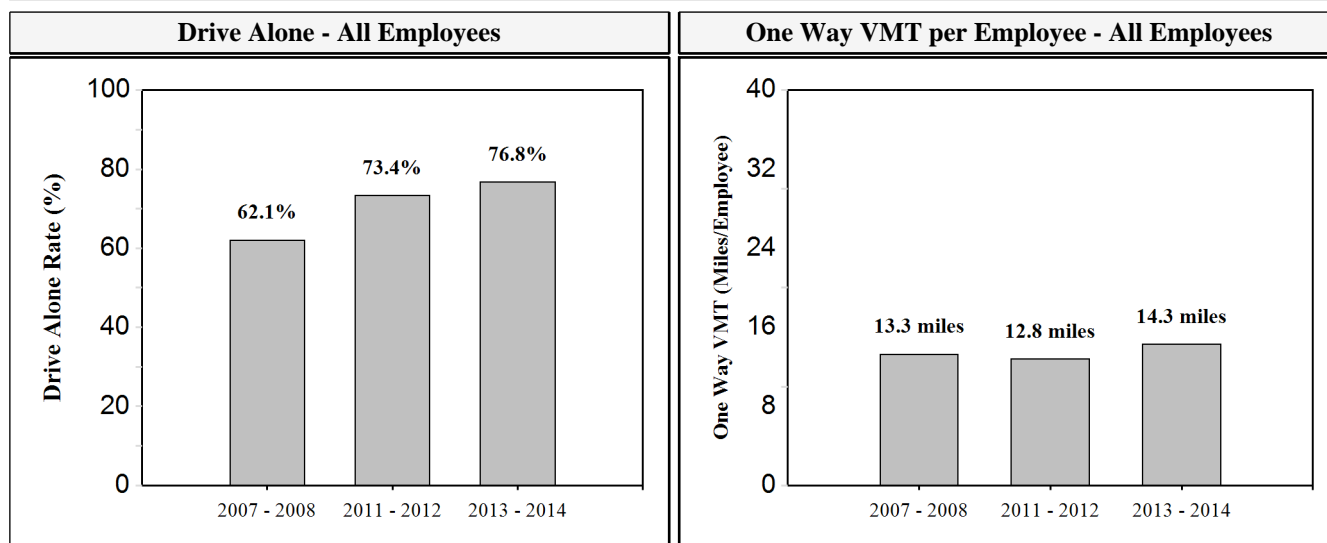 Drive Alone - All Employees
One Way VMT per Employee - All Employees
Drive Alone Rate (%)
100
80
60
40
20
0
62.1%
73.4%
76.8%
2007 - 2008
2011 - 2012
2013 - 2014
One Way VMT (Miles/Employee)
40
32
24
16
8
0
13.3 miles
12.8 miles
14.3 miles
2007 - 2008
2011 - 2012
2013 - 2014